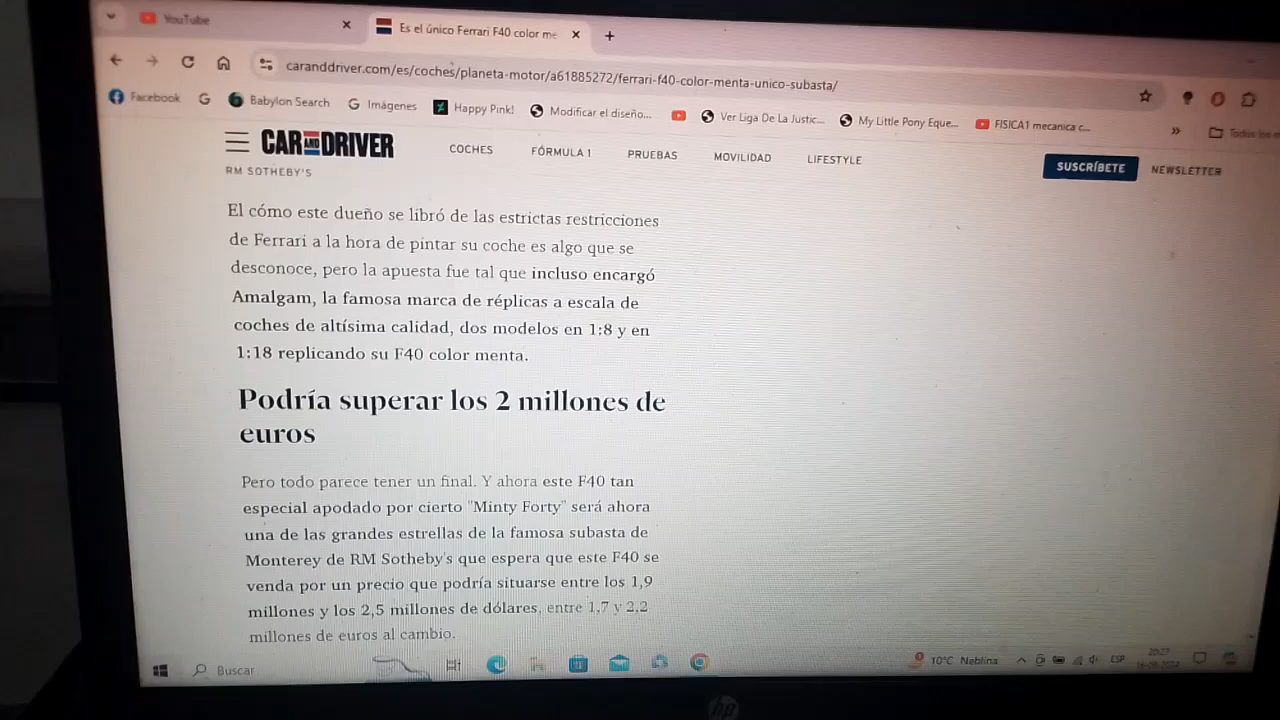 YouTube
Es el único Ferrari F40 color me
caranddriver.com/es/coches/planeta-motor/a61885272/ferrari-f40-color-menta-unico-subasta/
Facebook
Babylon Search
Imágenes
Happy Pink!
Modificar el diseño...
Ver Liga De La Justic...
My Little Pony Eque...
FISICA1 mecanica c...
CAR AND DRIVER
COCHES
FÓRMULA 1
PRUEBAS
MOVILIDAD
LIFESTYLE
SUSCRÍBETE
NEWSLETTER
RM SOTHEBY'S
El cómo este dueño se libró de las estrictas restricciones
de Ferrari a la hora de pintar su coche es algo que se
desconoce, pero la apuesta fue tal que incluso encargó
Amalgam, la famosa marca de réplicas a escala de
coches de altísima calidad, dos modelos en 1:8 y en
1:18 replicando su F40 color menta.
Podría superar los 2 millones de
euros
Pero todo parece tener un final. Y ahora este F40 tan
especial apodado por cierto "Minty Forty" será ahora
una de las grandes estrellas de la famosa subasta de
Monterey de RM Sotheby's que espera que este F40 se
venda por un precio que podría situarse entre los 1,9
millones y los 2,5 millones de dólares, entre 1,7 y 2,2
millones de euros al cambio.
Buscar
10°C Neblina
ESP
20:27
hp